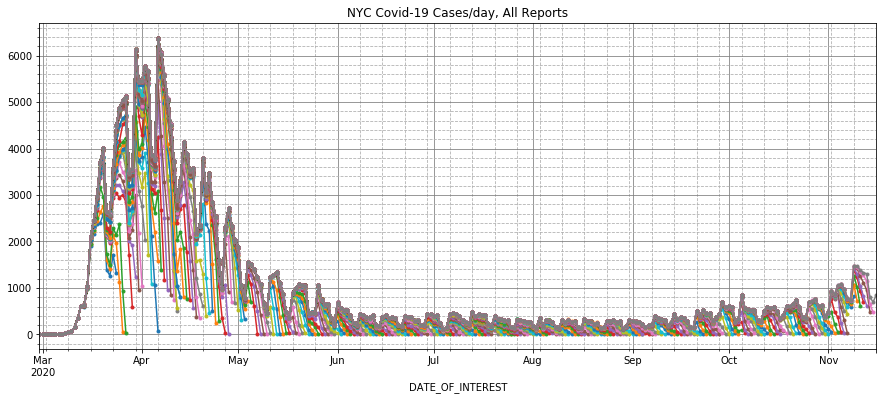 NYC Covid-19 Cases/day, All Reports
6000
5000
4000
3000
2000
1000
0
Mar Apr May Jun Jul Aug Sep Oct Nov
2020
DATE_OF_INTEREST